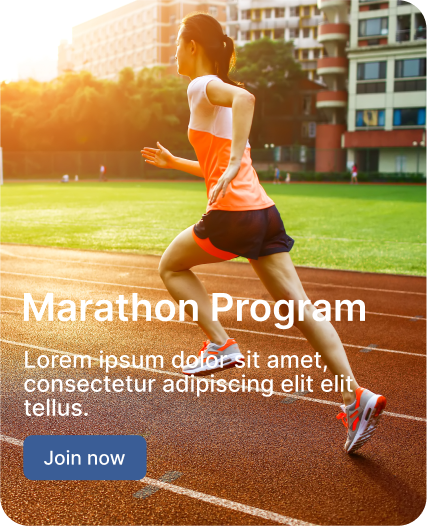 Marathon Program
Lorem ipsum dolor sit amet,
consectetur adipiscing elit elit
tellus.
Join now